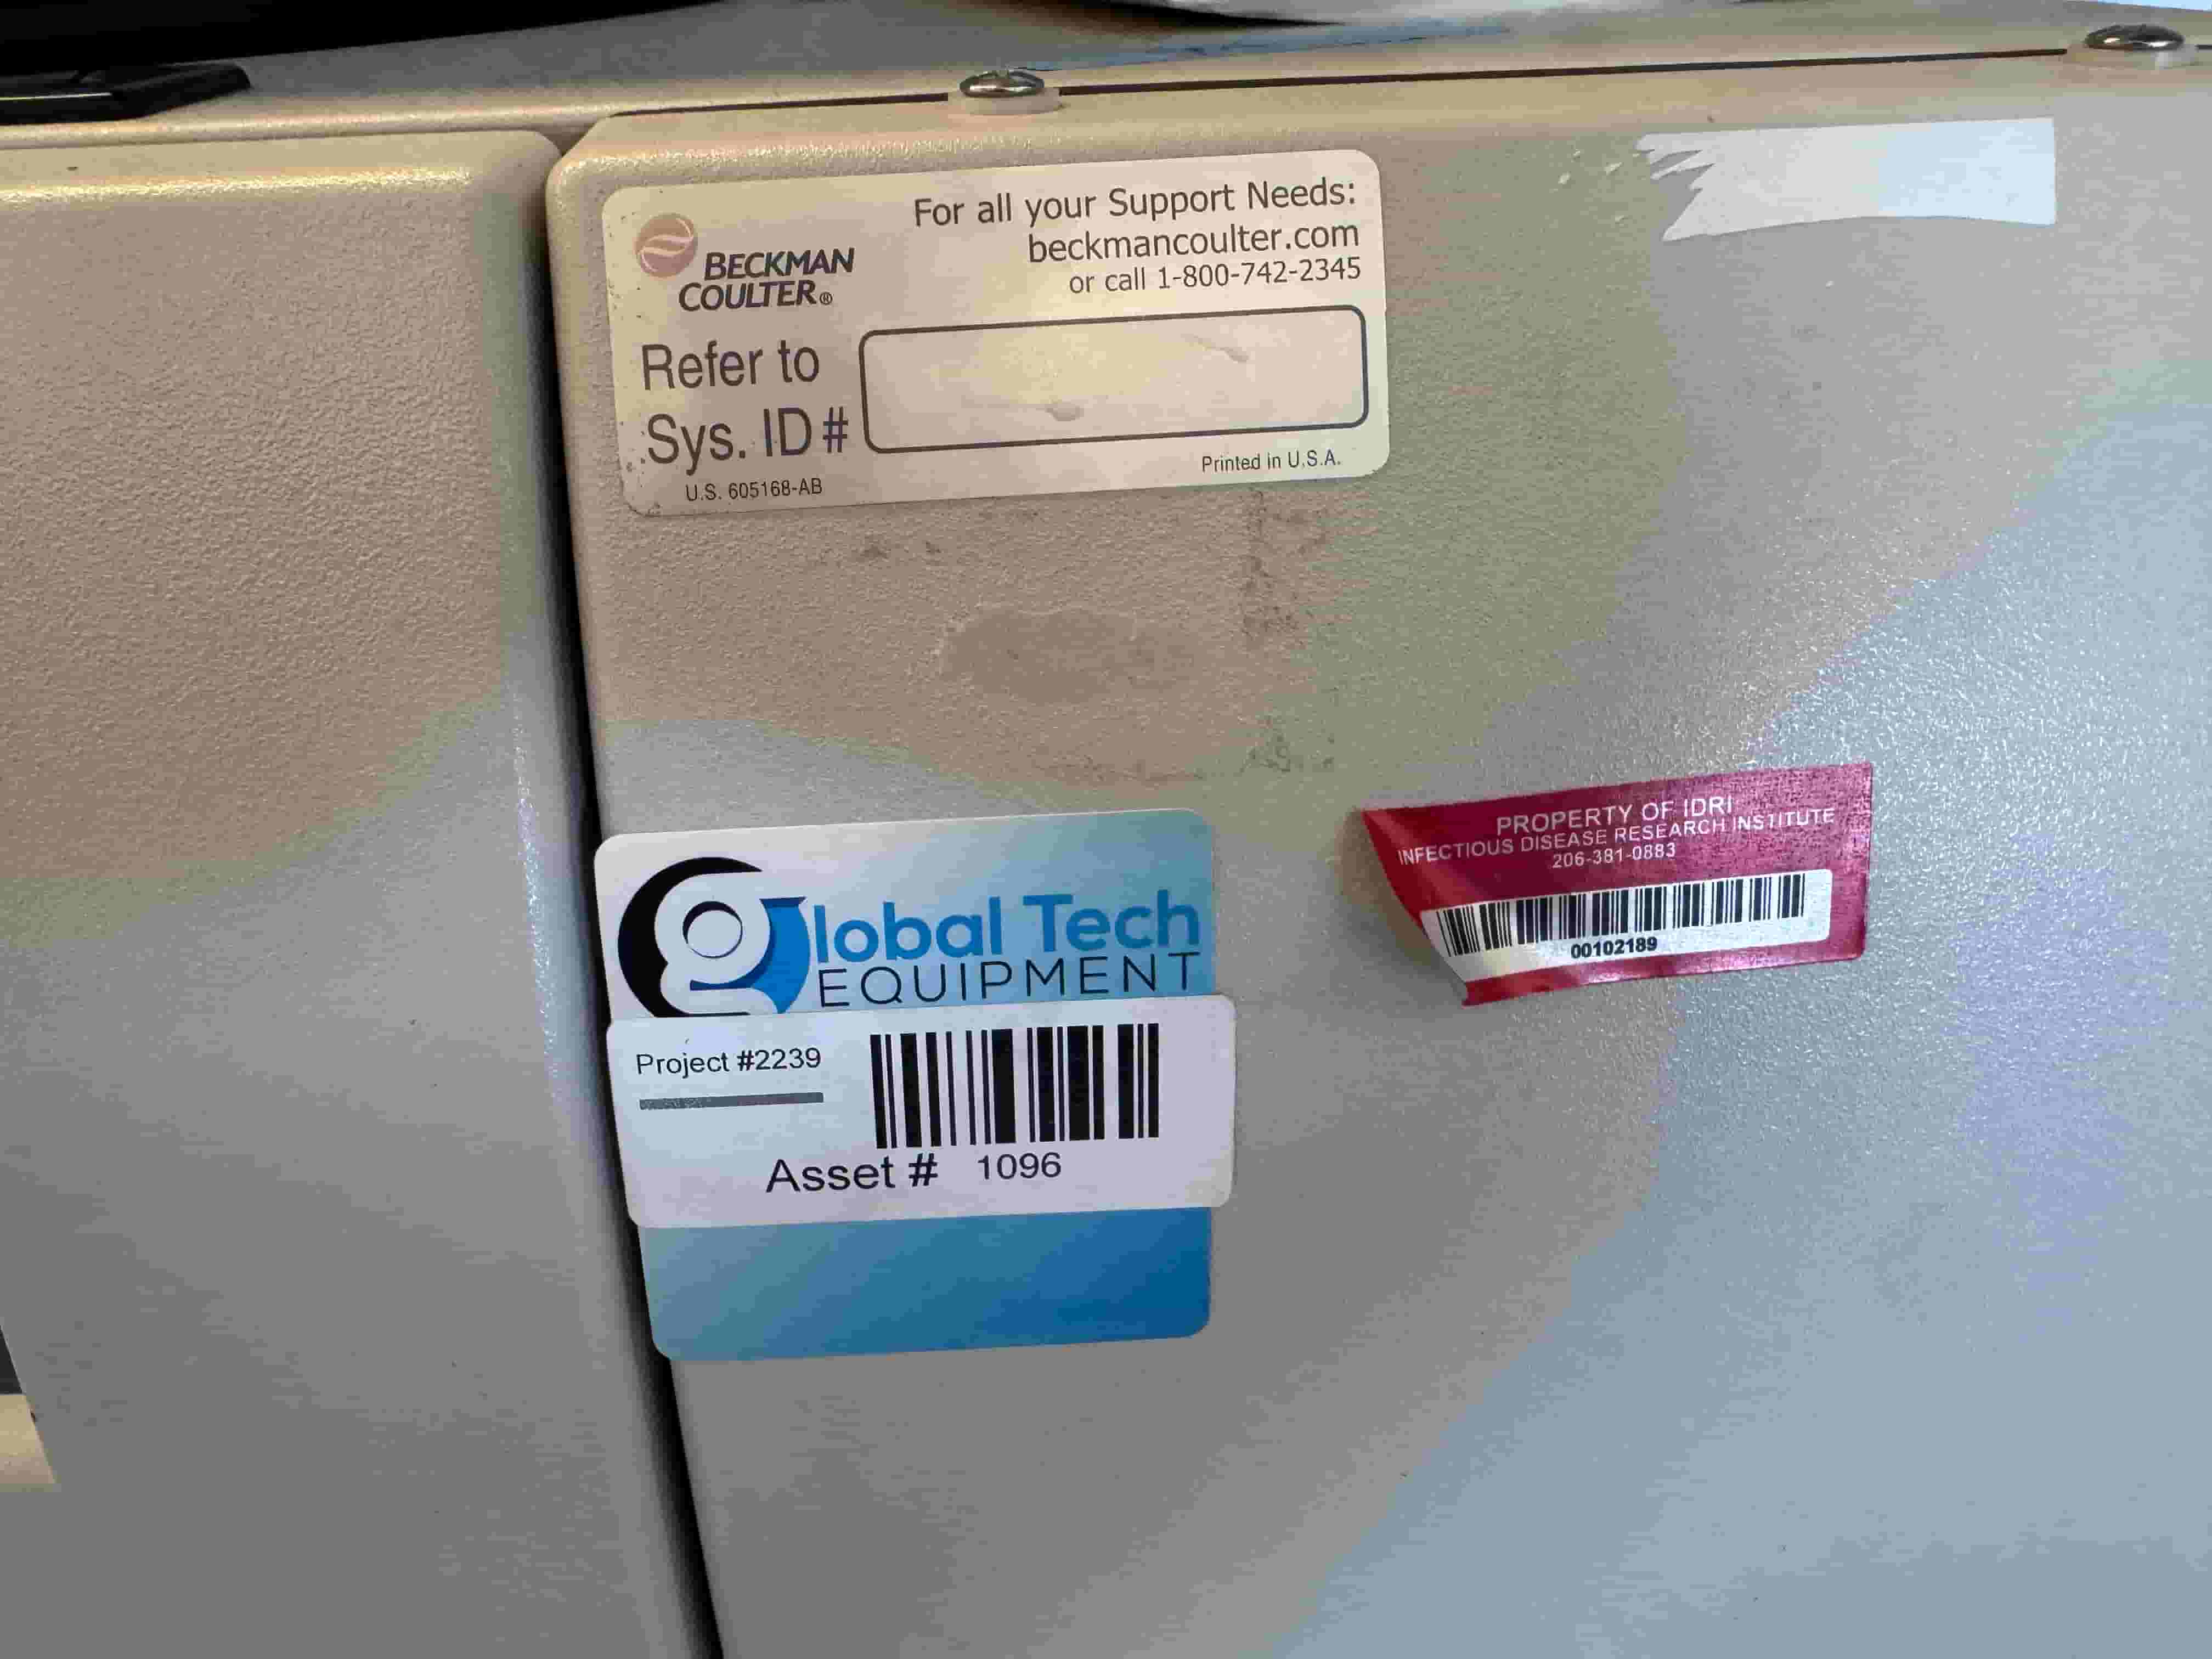 BECKMAN
COULTER®
For all your Support Needs:
beckmancoulter.com
or call 1-800-742-2345
Refer to
Sys. ID#
U.S. 605168-AB
Printed in U.S.A.
PROPERTY OF IDRI
INFECTIOUS DISEASE RESEARCH INSTITUTE
206-381-0883
00102189
global Tech
EQUIPMENT
Project #2239
Asset # 1096